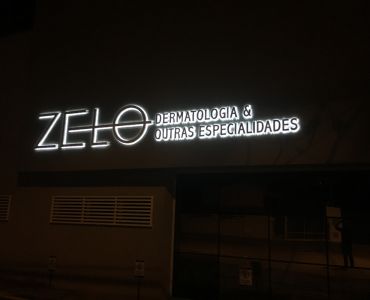 ZELO
DERMATOLOGIA &
OUTRAS ESPECIALIDADES